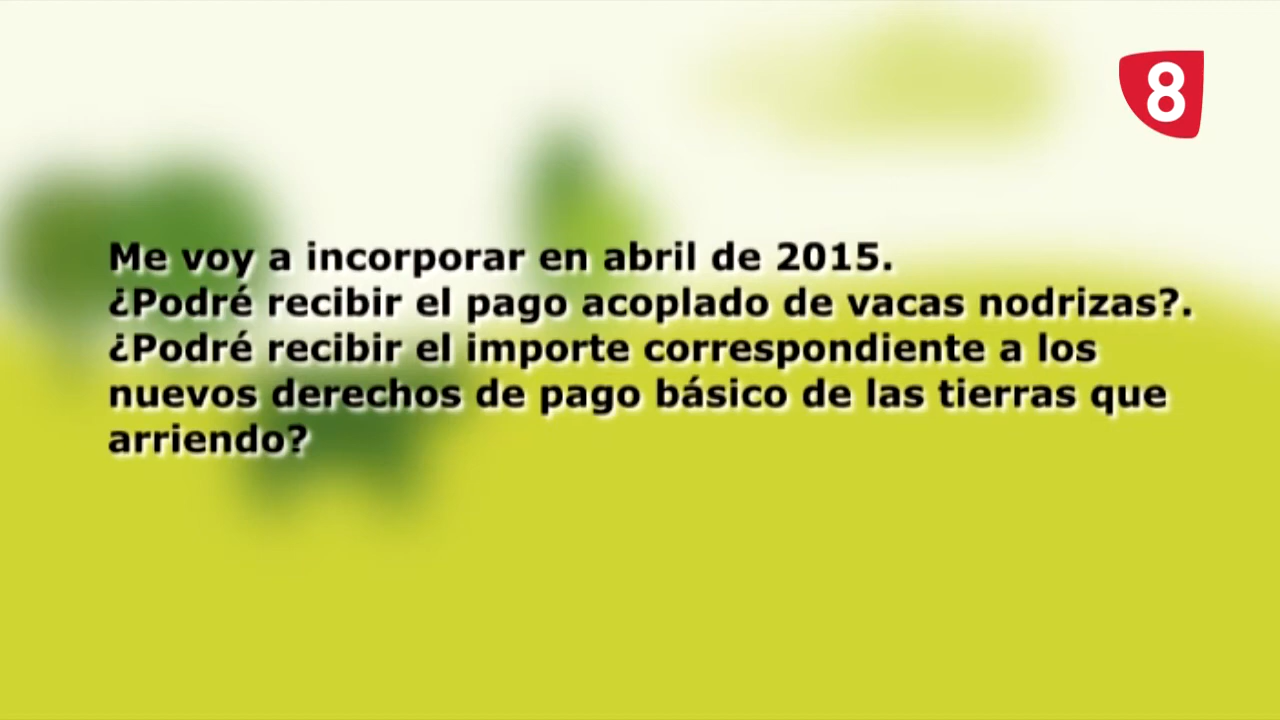 8
Me voy a incorporar en abril de 2015.
¿Podré recibir el pago acoplado de vacas nodrizas?.
¿Podré recibir el importe correspondiente a los
nuevos derechos de pago básico de las tierras que
arriendo?